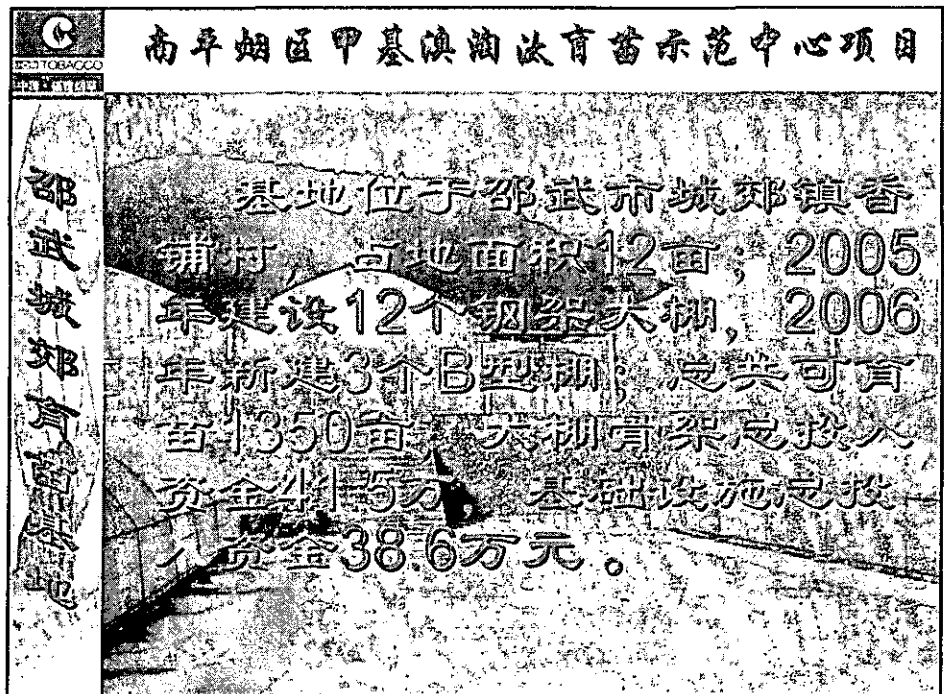 TOBACCO
南平烟区甲基溴淘汰育苗示范中心项目
邵武城郊育苗基地
基地位于邵武市城郊镇香
铺村，占地面积12亩；2005
年建设12个钢架大棚，2006
年新建3个B型棚；总共可育
苗1350亩，大棚骨架总投入
资金41.5万，基础设施总投
入资金38.6万元。